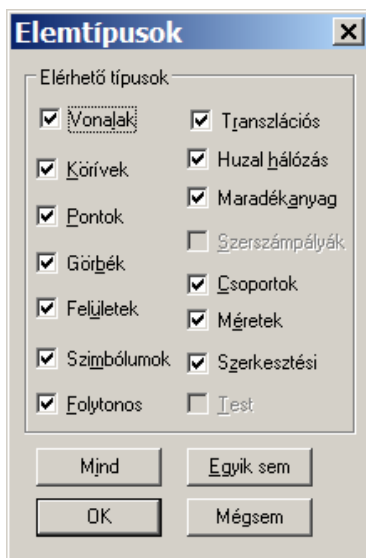 Elemtípusok
Elérhető típusok
Vonalak
Körívek
Pontok
Görbék
Felületek
Szimbólumok
Folytonos
Transzlációs
Huzal hálózás
Maradékanyag
Szerszámpályák
Csoportok
Méretek
Szerkesztési
Test
Mind
Egyik sem
OK
Mégsem